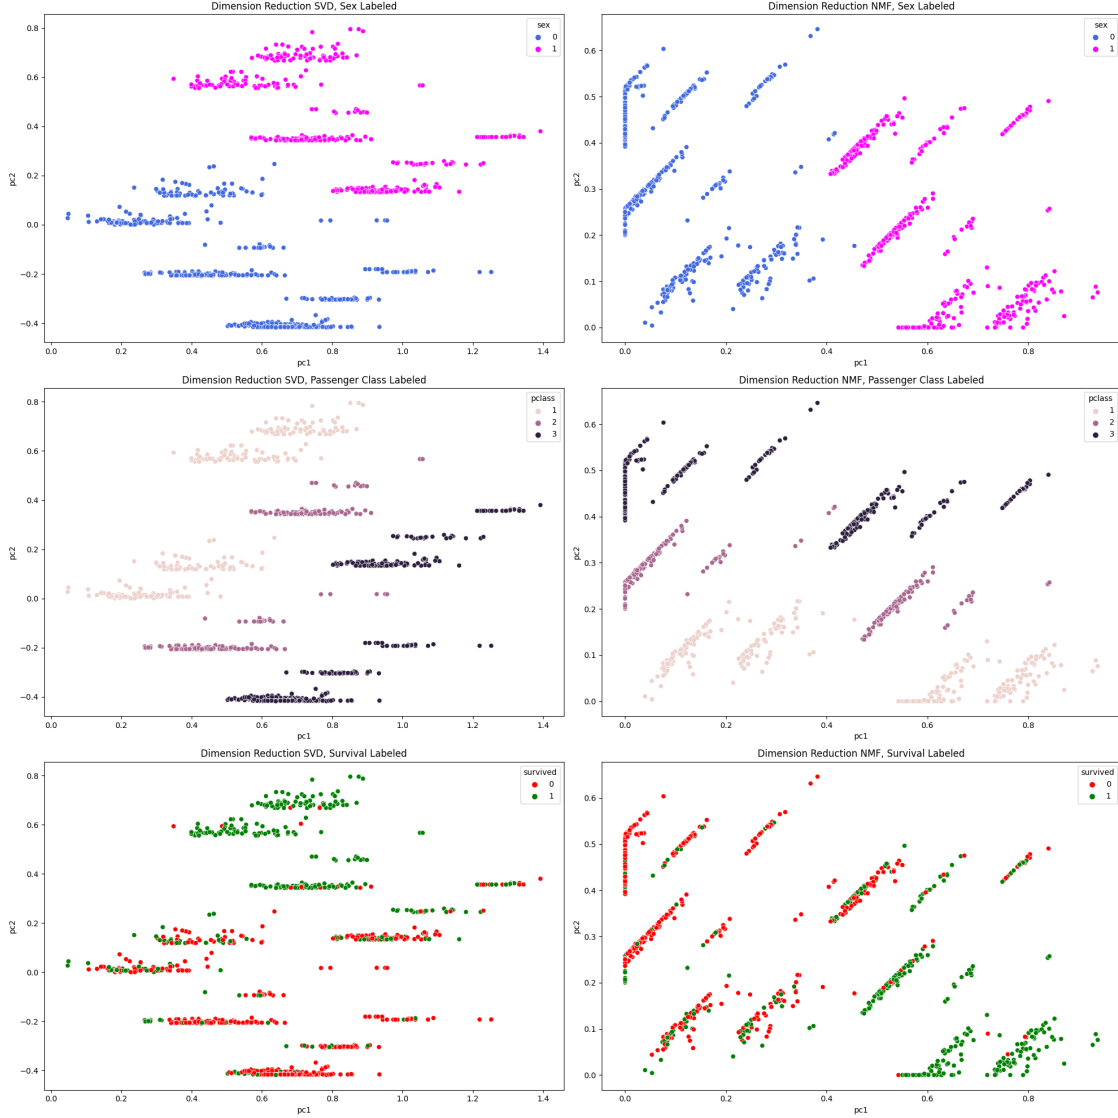 Dimension Reduction SVD, Sex Labeled
sex
0
1
pc2
0.8
0.6
0.4
0.2
0.0
−0.2
−0.4
0.0 0.2 0.4 0.6 0.8 1.0 1.2 1.4
pc1
Dimension Reduction NMF, Sex Labeled
sex
0
1
pc2
0.6
0.5
0.4
0.3
0.2
0.1
0.0
0.0 0.2 0.4 0.6 0.8
pc1
Dimension Reduction SVD, Passenger Class Labeled
pclass
1
2
3
pc2
0.8
0.6
0.4
0.2
0.0
−0.2
−0.4
0.0 0.2 0.4 0.6 0.8 1.0 1.2 1.4
pc1
Dimension Reduction NMF, Passenger Class Labeled
pclass
1
2
3
pc2
0.6
0.5
0.4
0.3
0.2
0.1
0.0
0.0 0.2 0.4 0.6 0.8
pc1
Dimension Reduction SVD, Survival Labeled
survived
0
1
pc2
0.8
0.6
0.4
0.2
0.0
−0.2
−0.4
0.0 0.2 0.4 0.6 0.8 1.0 1.2 1.4
pc1
Dimension Reduction NMF, Survival Labeled
survived
0
1
pc2
0.6
0.5
0.4
0.3
0.2
0.1
0.0
0.0 0.2 0.4 0.6 0.8
pc1